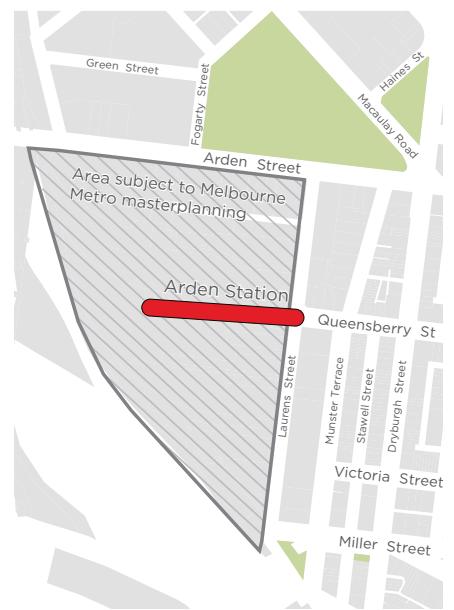 Haines St
Green Street
Fogarty Street
Macaulay Road
Arden Street
Area subject to Melbourne
Metro masterplanning
Arden Station
Queensberry St
Laurens Street
Munster Terrace
Stawell Street
Dryburgh Street
Victoria Street
Miller Street